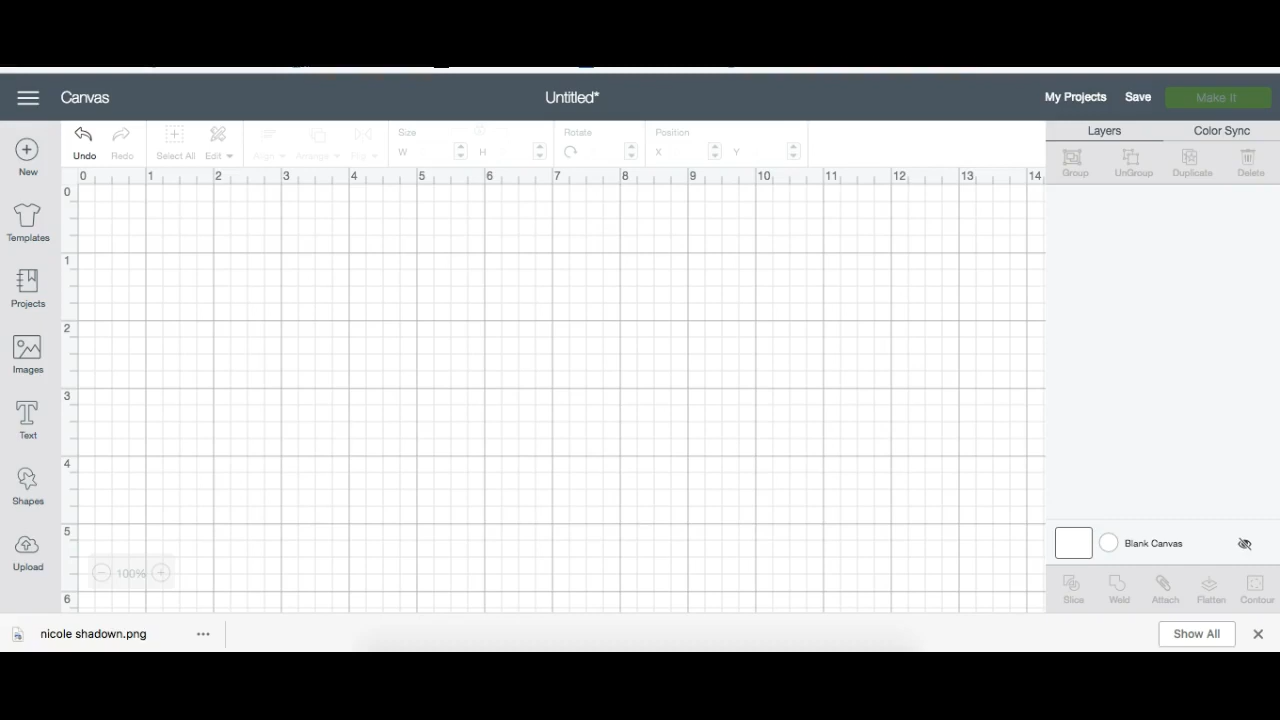 Canvas
Untitled*
My Projects
Save
Make It
New
Templates
Projects
Images
Text
Shapes
Upload
Undo
Redo
Select All
Edit
Align
Arrange
Flip
Size
W
H
Rotate
Position
X
Y
0 1 2 3 4 5 6 7 8 9 10 11 12 13 14
0
1
2
3
4
5
6
100%
Layers
Color Sync
Group
UnGroup
Duplicate
Delete
Blank Canvas
Slice
Weld
Attach
Flatten
Contour
nicole shadown.png
Show All